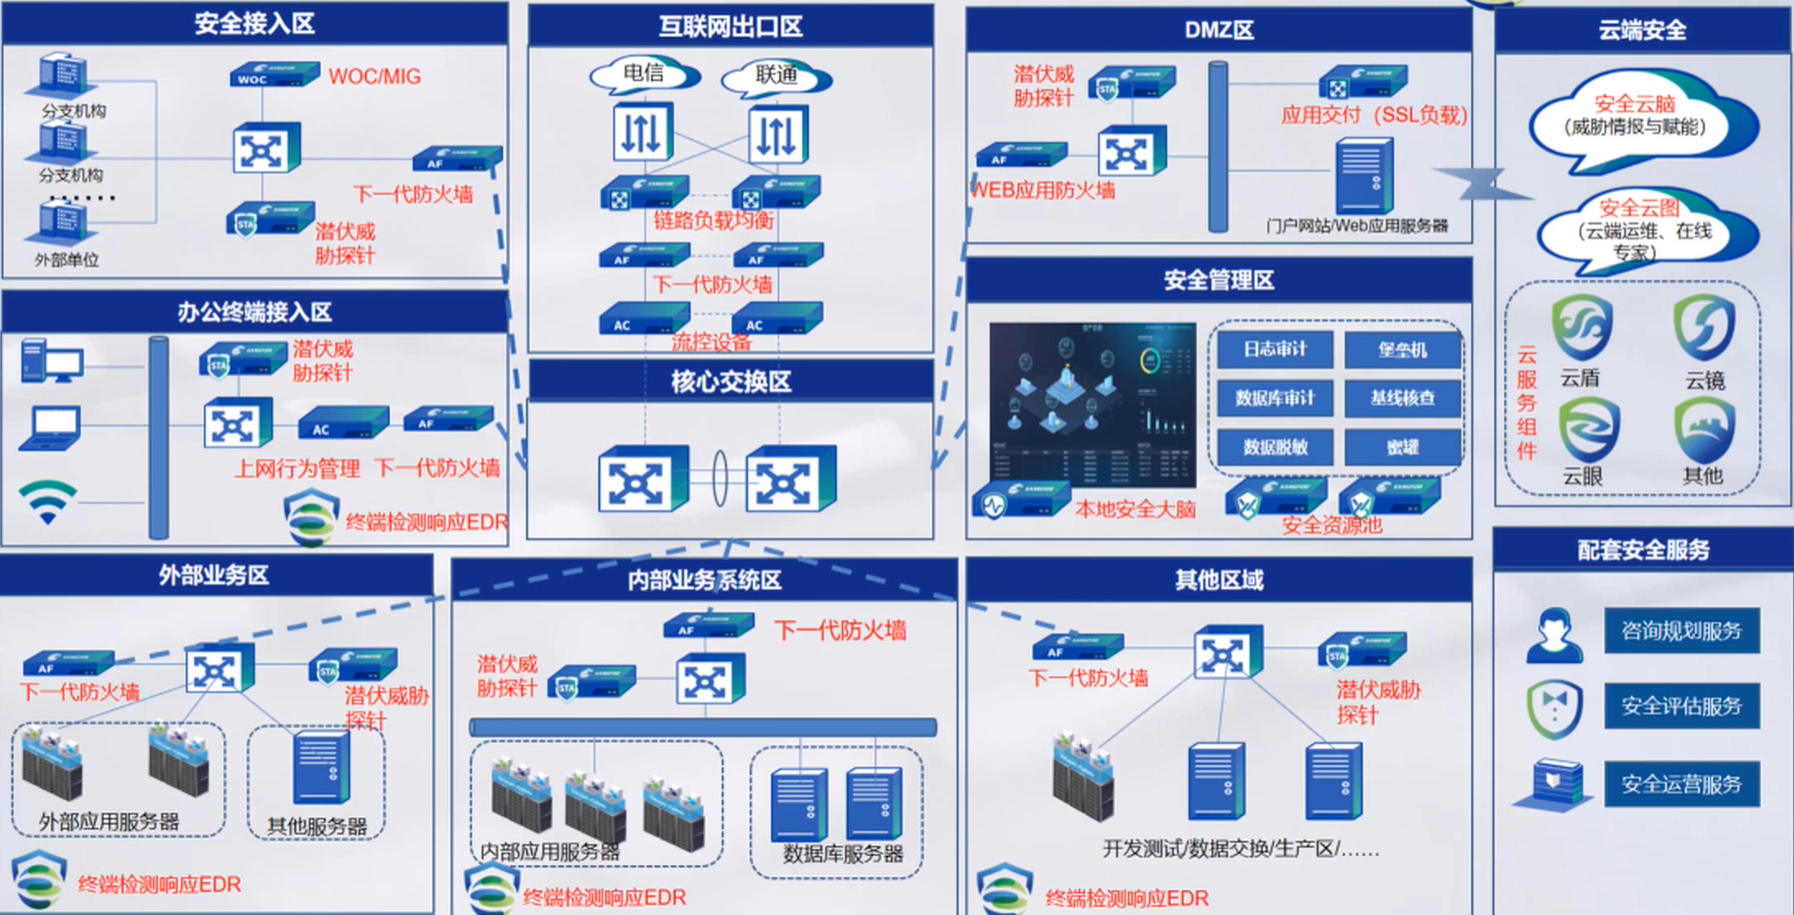 安全接入区
分支机构
分支机构
......
外部单位
WOC
WOC/MIG
AF
下一代防火墙
STA
潜伏威
胁探针
互联网出口区
电信
联通
链路负载均衡
AF
AF
下一代防火墙
AC
AC
流控设备
DMZ区
潜伏威
胁探针
STA
AF
WEB应用防火墙
应用交付（SSL负载)
门户网站/Web应用服务器
云端安全
安全云脑
（威胁情报与赋能）
安全云图
（云端运维、在线
专家）
云服务组件
云盾
云镜
云眼
其他
办公终端接入区
STA
潜伏威
胁探针
AC
AF
上网行为管理
下一代防火墙
终端检测响应EDR
核心交换区
安全管理区
日志审计
堡垒机
数据库审计
基线核查
数据脱敏
蜜罐
本地安全大脑
安全资源池
外部业务区
AF
下一代防火墙
STA
潜伏威胁
探针
外部应用服务器
其他服务器
终端检测响应EDR
内部业务系统区
AF
下一代防火墙
潜伏威
胁探针
STA
内部应用服务器
数据库服务器
终端检测响应EDR
其他区域
AF
下一代防火墙
STA
潜伏威胁
探针
开发测试/数据交换/生产区/……
终端检测响应EDR
配套安全服务
咨询规划服务
安全评估服务
安全运营服务